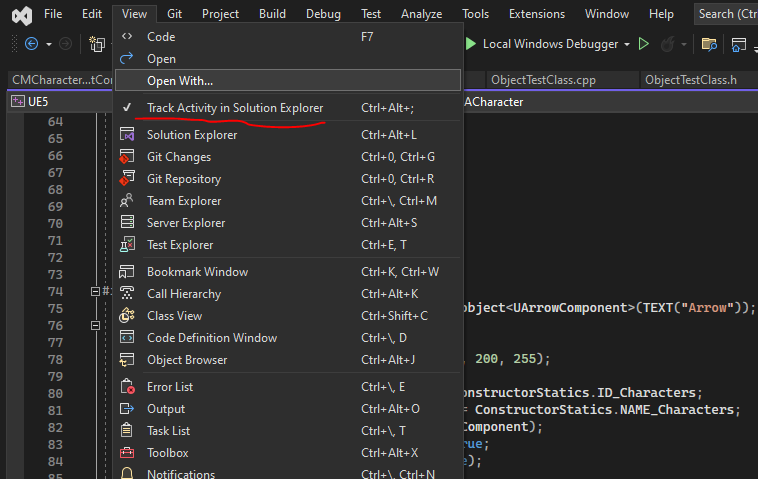 File Edit View Git Project Build Debug Test Analyze Tools Extensions Window Help Search (Ctr
Local Windows Debugger
CMCharacter...tCon ObjectTestClass.cpp ObjectTestClass.h
UE5 ACharacter
Code F7
Open
Open With...
Track Activity in Solution Explorer Ctrl+Alt+;
Solution Explorer Ctrl+Alt+L
Git Changes Ctrl+0, Ctrl+G
Git Repository Ctrl+0, Ctrl+R
Team Explorer Ctrl+\, Ctrl+M
Server Explorer Ctrl+Alt+S
Test Explorer Ctrl+E, T
Bookmark Window Ctrl+K, Ctrl+W
Call Hierarchy Ctrl+Alt+K
Class View Ctrl+Shift+C
Code Definition Window Ctrl+\, D
Object Browser Ctrl+Alt+J
Error List Ctrl+\, E
Output Ctrl+Alt+O
Task List Ctrl+\, T
Toolbox Ctrl+Alt+X
Notifications Ctrl+\, Ctrl+N
64
65
66
67
68
69
70
71
72
73
74 #
75 object<UArrowComponent>(TEXT("Arrow"));
76
77
78 , 200, 255);
79
80 onstructorStatics.ID_Characters;
81 = ConstructorStatics.NAME_Characters;
82 omponent);
83 rue;
84 e);
85